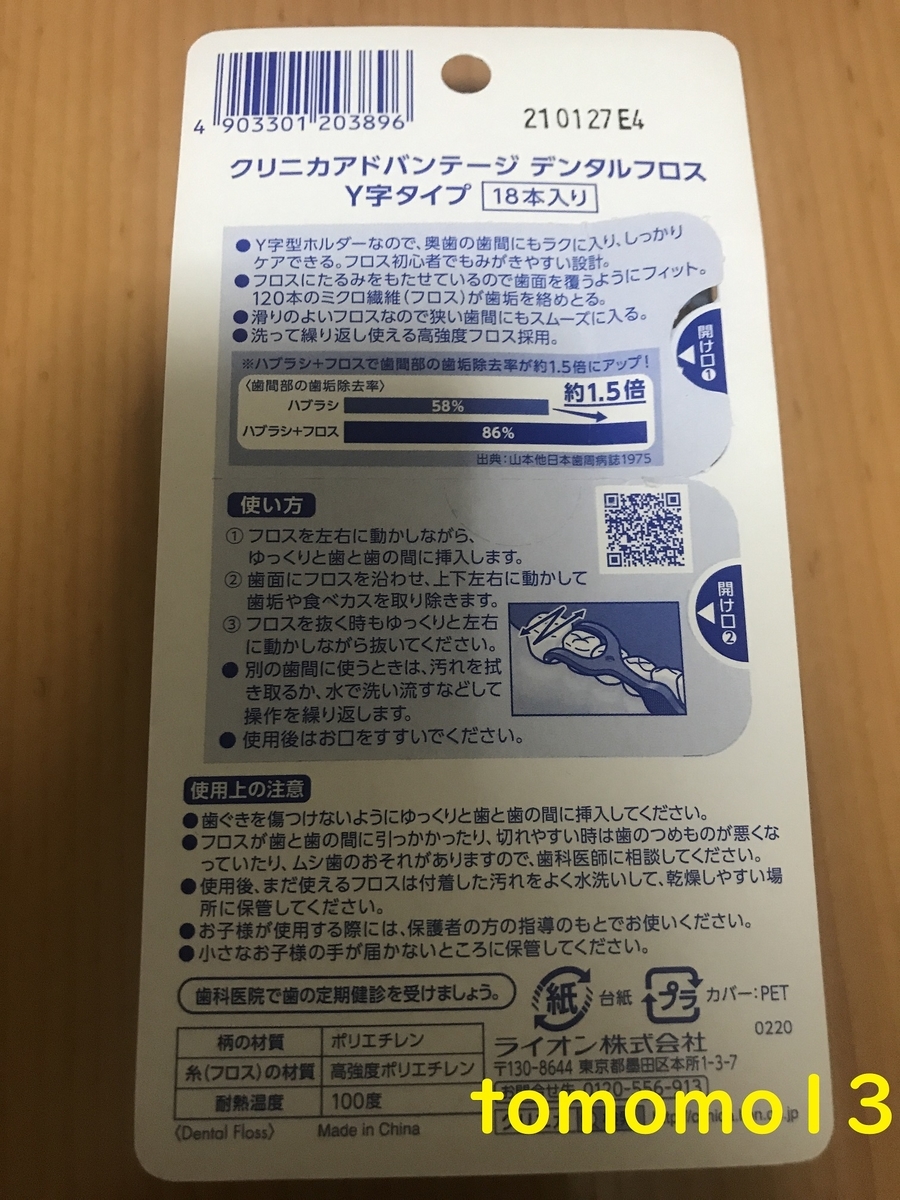 4 903301 203896
210127E4
クリニカアドバンテージ デンタルフロス
Y字タイプ 18本入り
●Y字型ホルダーなので、奥歯の歯間にもラクに入り、しっかり
ケアできる。フロス初心者でもみがきやすい設計。
●フロスにたるみをもたせているので歯面を覆うようにフィット。
120本のミクロ繊維(フロス)が歯垢を絡めとる。
●滑りのよいフロスなので狭い歯間にもスムーズに入る。
●洗って繰り返し使える高強度フロス採用。
開け口❶
※ハブラシ+フロスで歯間部の歯垢除去率が約1.5倍にアップ!
〈歯間部の歯垢除去率〉
約1.5倍
ハブラシ 58%
ハブラシ+フロス 86%
出典:山本他日本歯周病誌1975
使い方
① フロスを左右に動かしながら、
ゆっくりと歯と歯の間に挿入します。
② 歯面にフロスを沿わせ、上下左右に動かして
歯垢や食べカスを取り除きます。
③ フロスを抜く時もゆっくりと左右
に動かしながら抜いてください。
● 別の歯間に使うときは、汚れを拭
き取るか、水で洗い流すなどして
操作を繰り返します。
● 使用後はお口をすすいでください。
開け口❷
使用上の注意
●歯ぐきを傷つけないようにゆっくりと歯と歯の間に挿入してください。
●フロスが歯と歯の間に引っかかったり、切れやすい時は歯のつめものが悪くな
っていたり、ムシ歯のおそれがありますので、歯科医師に相談してください。
●使用後、まだ使えるフロスは付着した汚れをよく水洗いして、乾燥しやすい場
所に保管してください。
●お子様が使用する際には、保護者の方の指導のもとでお使いください。
●小さなお子様の手が届かないところに保管してください。
歯科医院で歯の定期健診を受けましょう。
紙 台紙 プラ カバー:PET
0220
柄の材質 ポリエチレン
糸(フロス)の材質 高強度ポリエチレン
耐熱温度 100度
〈Dental Floss〉 Made in China
ライオン株式会社
〒130-8644 東京都墨田区本所1-3-7
お問合せ先 0120-556-913
tomomo13